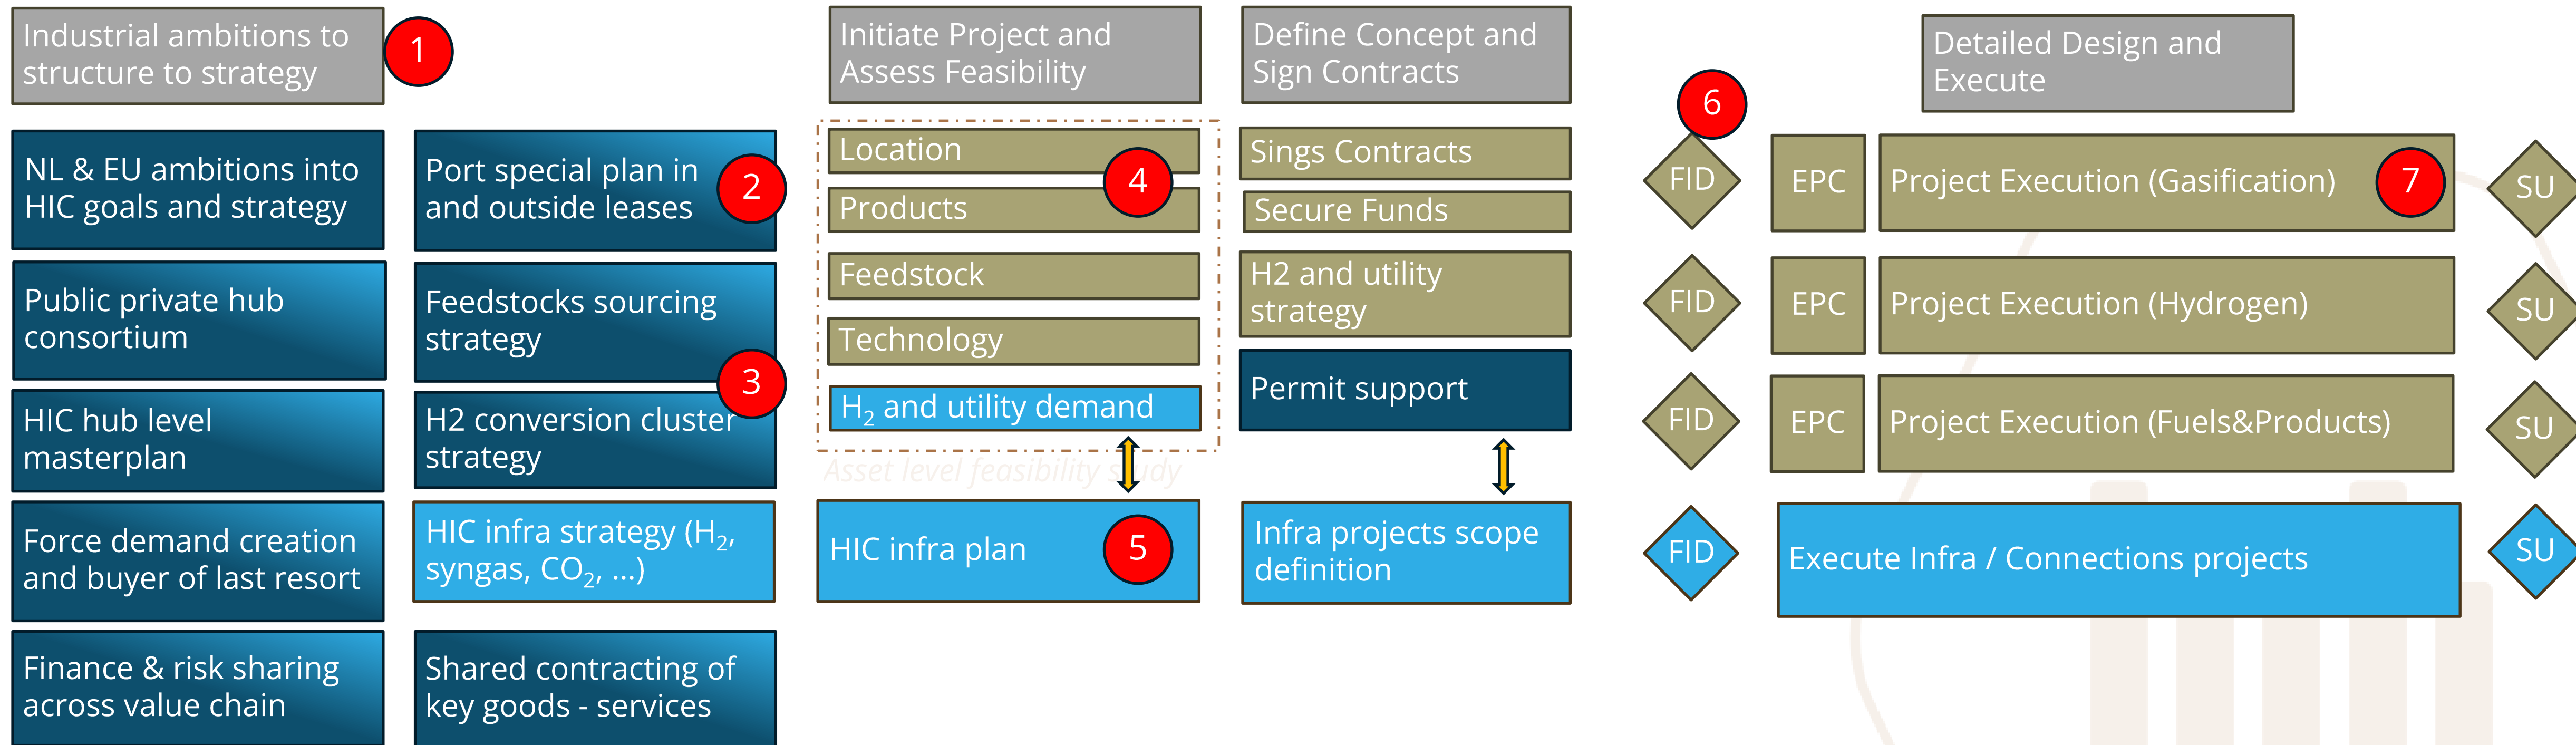 Industrial ambitions to
structure to strategy
1
NL & EU ambitions into
HIC goals and strategy
Public private hub
consortium
HIC hub level
masterplan
Force demand creation
and buyer of last resort
Finance & risk sharing
across value chain
Port special plan in
and outside leases
2
Feedstocks sourcing
strategy
3
H2 conversion cluster
strategy
HIC infra strategy (H₂,
syngas, CO₂, ...)
Shared contracting of
key goods - services
Initiate Project and
Assess Feasibility
Location
4
Products
Feedstock
Technology
H₂ and utility demand
Asset level feasibility study
HIC infra plan
5
Define Concept and
Sign Contracts
Sings Contracts
Secure Funds
H2 and utility
strategy
Permit support
Infra projects scope
definition
6
Detailed Design and
Execute
FID
EPC
Project Execution (Gasification)
7
SU
FID
EPC
Project Execution (Hydrogen)
SU
FID
EPC
Project Execution (Fuels&Products)
SU
FID
Execute Infra / Connections projects
SU